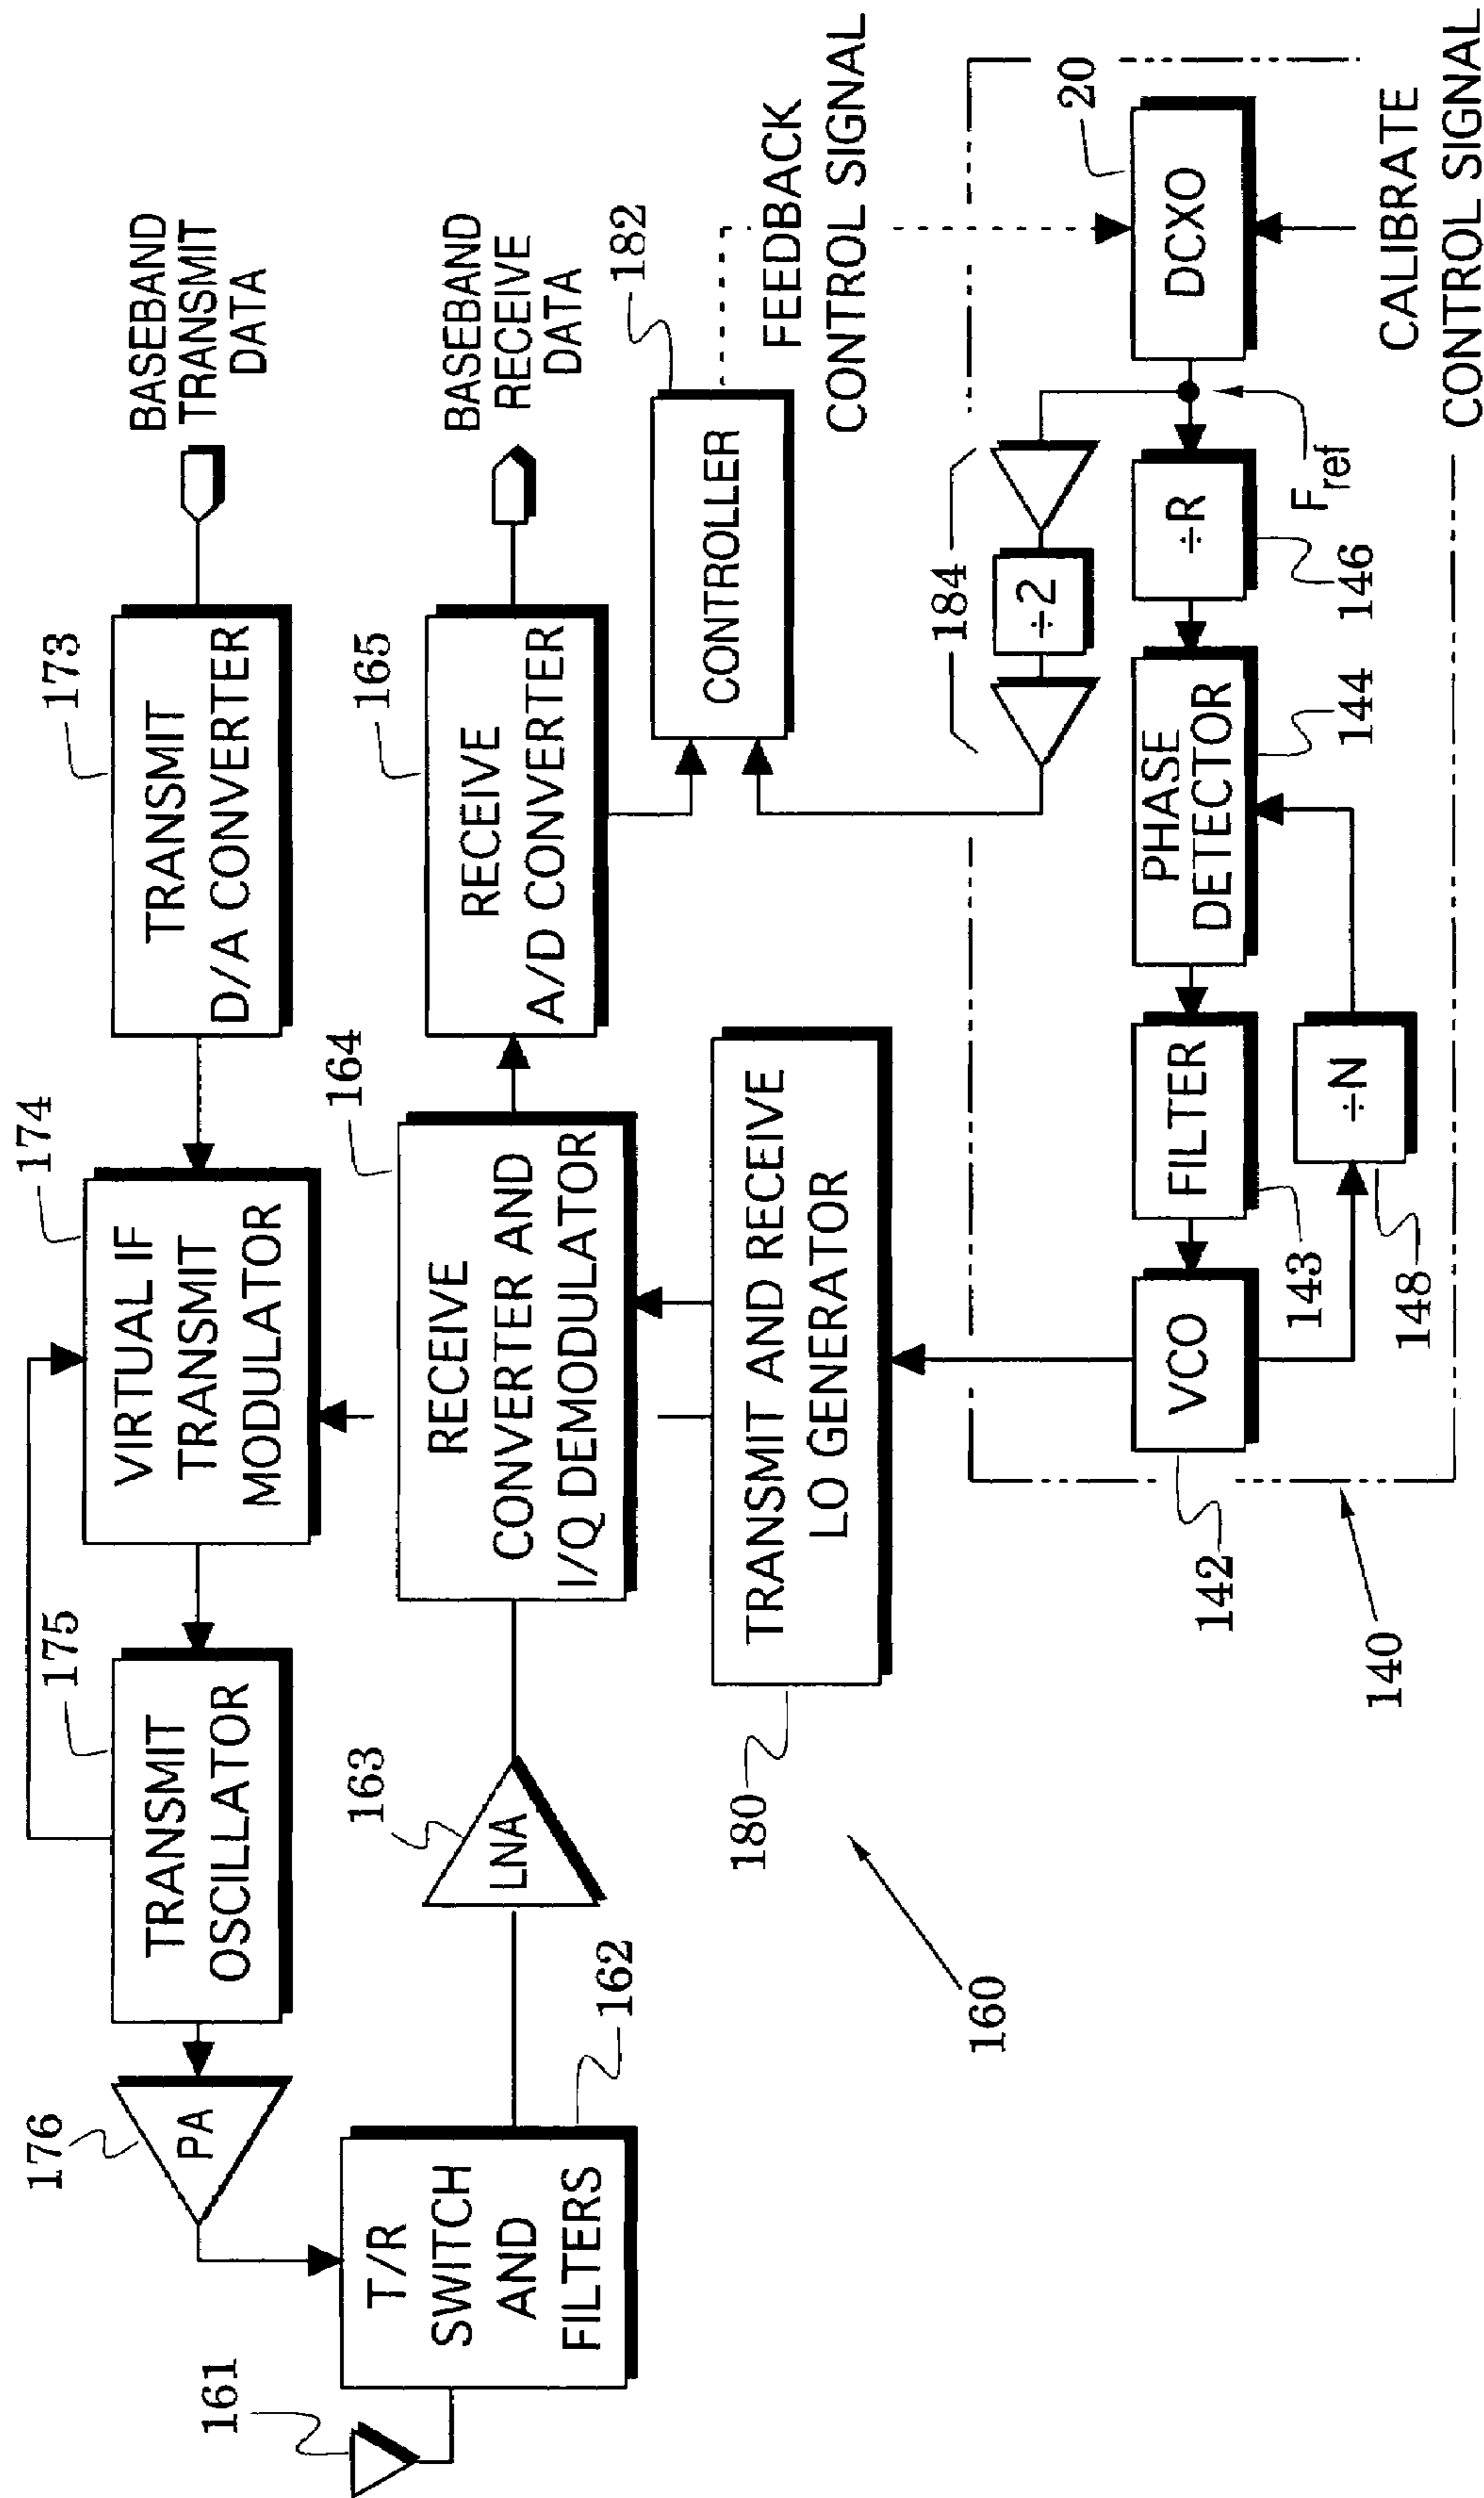 174
173
BASEBAND
TRANSMIT
DATA
175
176
PA
TRANSMIT
OSCILLATOR
VIRTUAL IF
TRANSMIT
MODULATOR
TRANSMIT
D/A CONVERTER
161
163
164
165
BASEBAND
RECEIVE
DATA
T/R
SWITCH
AND
FILTERS
LNA
RECEIVE
CONVERTER AND
I/Q DEMODULATOR
RECEIVE
A/D CONVERTER
162
182
180
TRANSMIT AND RECEIVE
LO GENERATOR
CONTROLLER
FEEDBACK
CONTROL SIGNAL
160
184
÷2
20
142
VCO
FILTER
PHASE
DETECTOR
÷R
DCXO
143
÷N
148
144
146
Fref
140
CALIBRATE
CONTROL SIGNAL